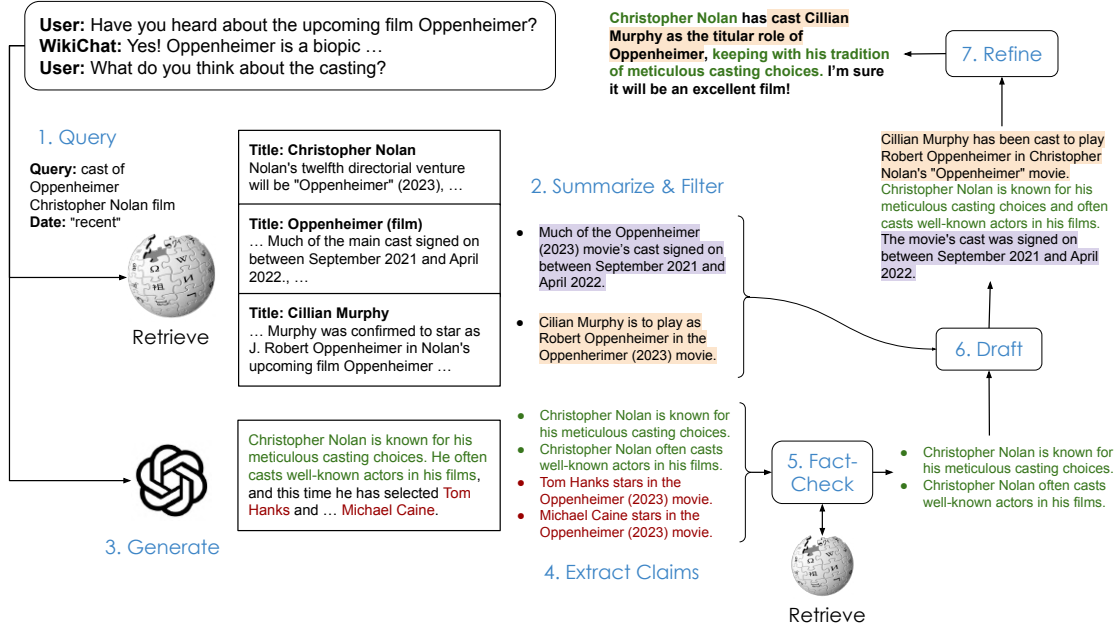 User: Have you heard about the upcoming film Oppenheimer?
WikiChat: Yes! Oppenheimer is a biopic …
User: What do you think about the casting?
1. Query
Query: cast of
Oppenheimer
Christopher Nolan film
Date: "recent"
Retrieve
Title: Christopher Nolan
Nolan's twelfth directorial venture
will be "Oppenheimer" (2023), …
Title: Oppenheimer (film)
… Much of the main cast signed on
between September 2021 and April
2022., …
Title: Cillian Murphy
… Murphy was confirmed to star as
J. Robert Oppenheimer in Nolan's
upcoming film Oppenheimer …
2. Summarize & Filter
● Much of the Oppenheimer
(2023) movie's cast signed on
between September 2021 and
April 2022.
● Cilian Murphy is to play as
Robert Oppenheimer in the
Oppenherimer (2023) movie.
3. Generate
Christopher Nolan is known for his
meticulous casting choices. He often
casts well-known actors in his films,
and this time he has selected Tom
Hanks and … Michael Caine.
● Christopher Nolan is known for
his meticulous casting choices.
● Christopher Nolan often casts
well-known actors in his films.
● Tom Hanks stars in the
Oppenheimer (2023) movie.
● Michael Caine stars in the
Oppenheimer (2023) movie.
4. Extract Claims
5. Fact-
Check
Retrieve
● Christopher Nolan is known for
his meticulous casting choices.
● Christopher Nolan often casts
well-known actors in his films.
6. Draft
Cillian Murphy has been cast to play
Robert Oppenheimer in Christopher
Nolan's "Oppenheimer" movie.
Christopher Nolan is known for his
meticulous casting choices and often
casts well-known actors in his films.
The movie's cast was signed on
between September 2021 and April
2022.
7. Refine
Christopher Nolan has cast Cillian
Murphy as the titular role of
Oppenheimer, keeping with his tradition
of meticulous casting choices. I'm sure
it will be an excellent film!